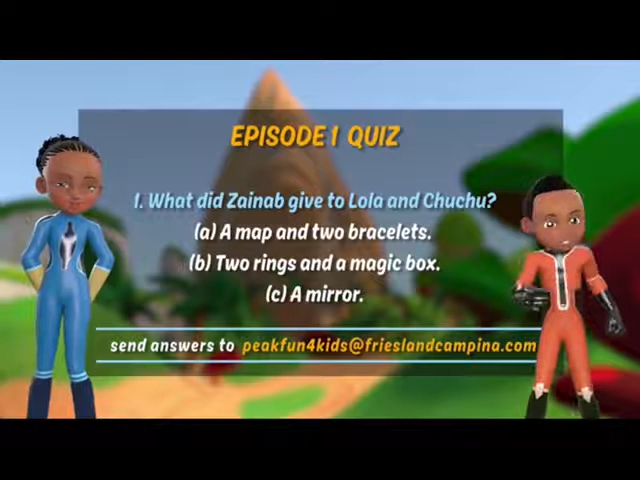 EPISODE 1 QUIZ
1. What did Zainab give to Lola and Chuchu?
(a) A map and two bracelets.
(b) Two rings and a magic box.
(c) A mirror.
send answers to peakfun4kids@frieslandcampina.com